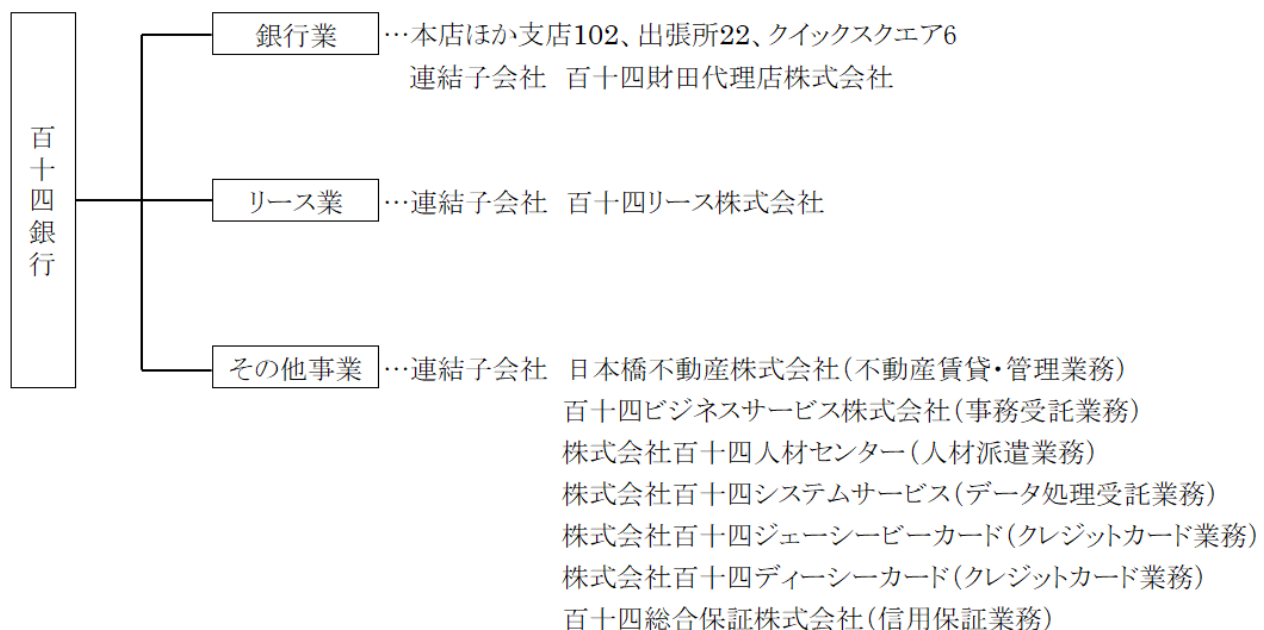 百十四銀行
銀行業 …本店ほか支店102、出張所22、クイックスクエア6
連結子会社 百十四財田代理店株式会社
リース業 …連結子会社 百十四リース株式会社
その他事業 …連結子会社 日本橋不動産株式会社(不動産賃貸・管理業務)
百十四ビジネスサービス株式会社(事務受託業務)
株式会社百十四人材センター(人材派遣業務)
株式会社百十四システムサービス(データ処理受託業務)
株式会社百十四ジェーシービーカード(クレジットカード業務)
株式会社百十四ディーシーカード(クレジットカード業務)
百十四総合保証株式会社(信用保証業務)